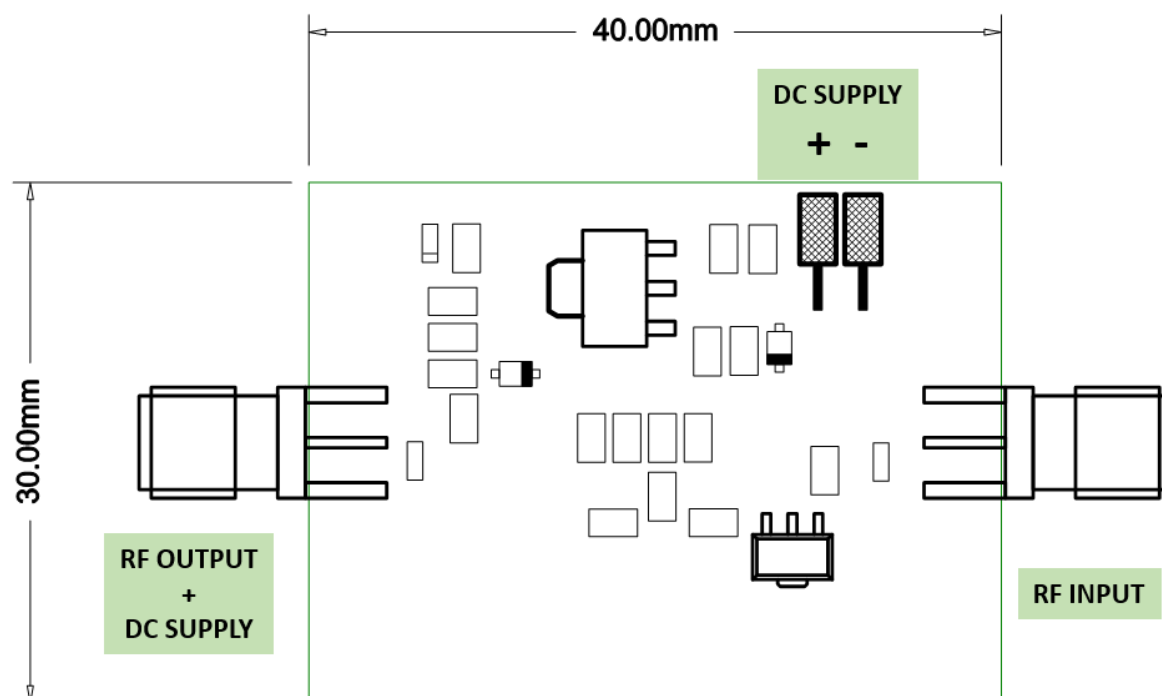 40.00mm
DC SUPPLY
+ -
30.00mm
RF OUTPUT
+
DC SUPPLY
RF INPUT